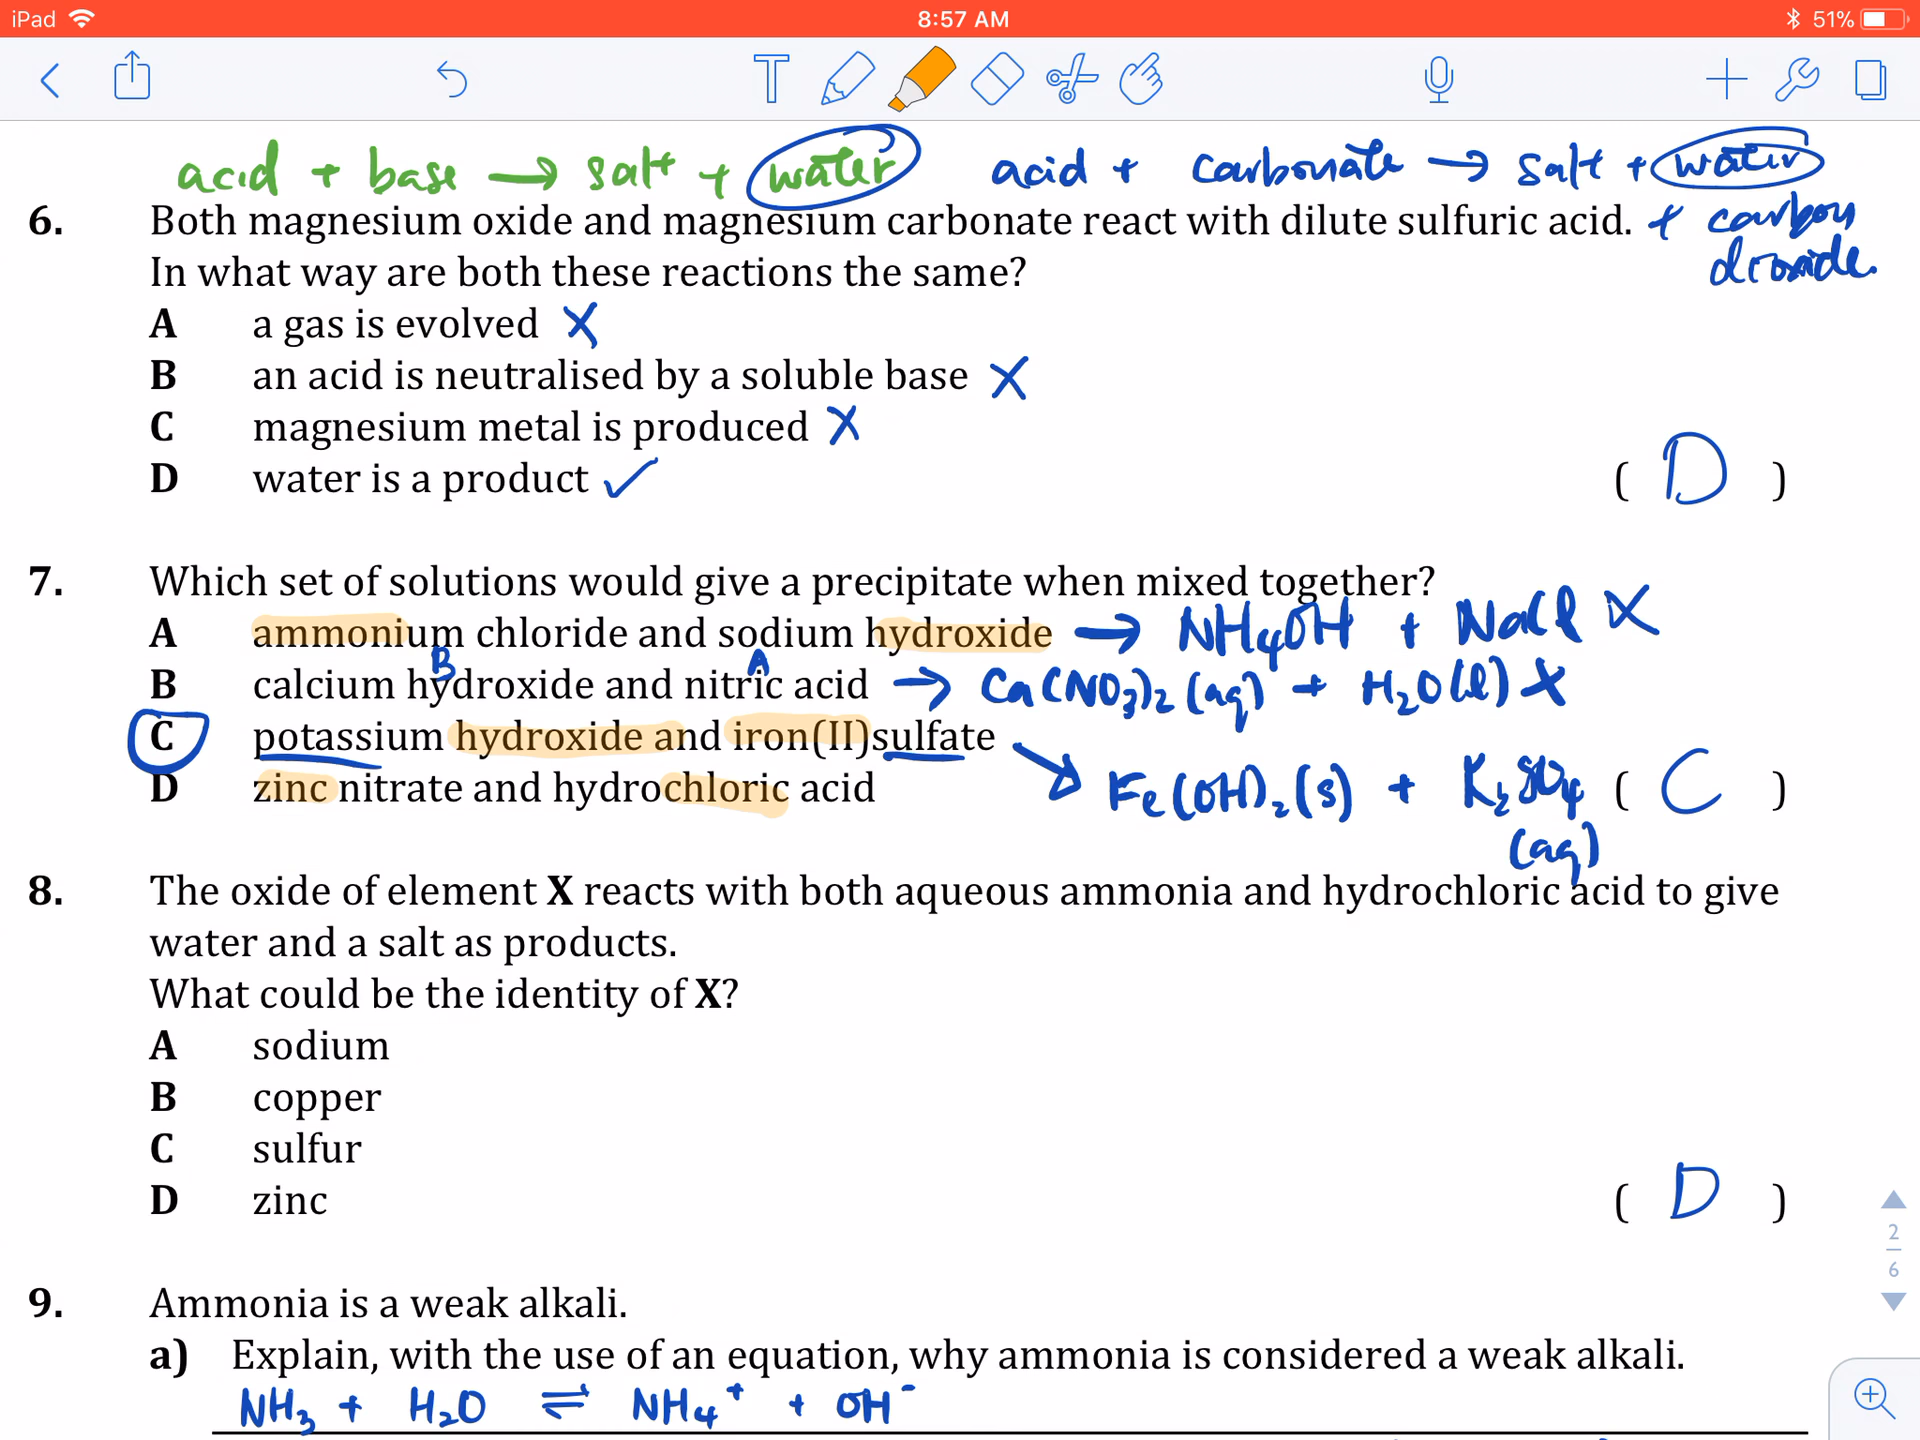 iPad 8:57 AM 51%
T
acid + base → salt + water acid + carbonate → salt + water
6. Both magnesium oxide and magnesium carbonate react with dilute sulfuric acid. + carbon
In what way are both these reactions the same? dioxide.
A a gas is evolved X
B an acid is neutralised by a soluble base X
C magnesium metal is produced X
D water is a product ✓ ( D )
7. Which set of solutions would give a precipitate when mixed together?
A ammonium chloride and sodium hydroxide → NH₄OH + NaCl X
B A
B calcium hydroxide and nitric acid → Ca(NO₃)₂ (aq) + H₂O(l) X
C potassium hydroxide and iron(II)sulfate
D zinc nitrate and hydrochloric acid → Fe(OH)₂(s) + K₂SO₄ ( C )
(aq)
8. The oxide of element X reacts with both aqueous ammonia and hydrochloric acid to give
water and a salt as products.
What could be the identity of X?
A sodium
B copper
C sulfur
D zinc ( D )
2
6
9. Ammonia is a weak alkali.
a) Explain, with the use of an equation, why ammonia is considered a weak alkali.
NH₃ + H₂O ⇌ NH₄⁺ + OH⁻